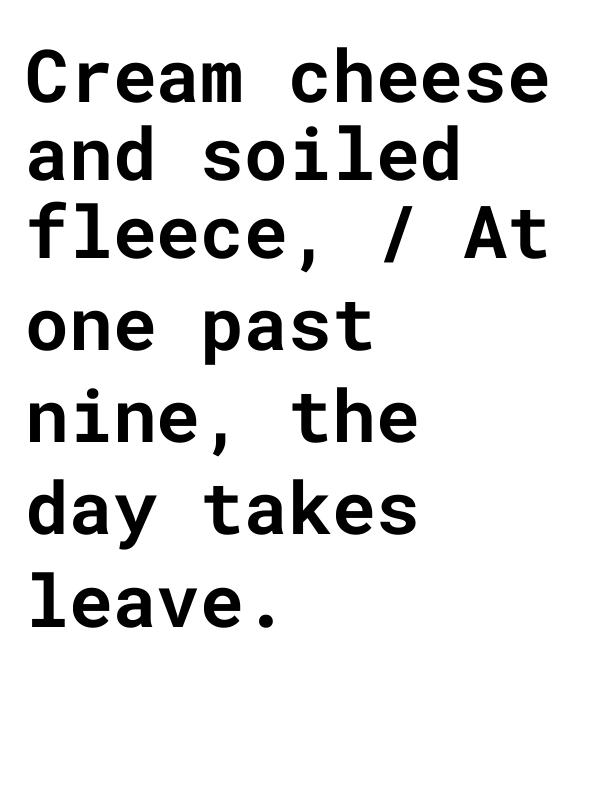 Cream cheese
and soiled
fleece, / At
one past
nine, the
day takes
leave.